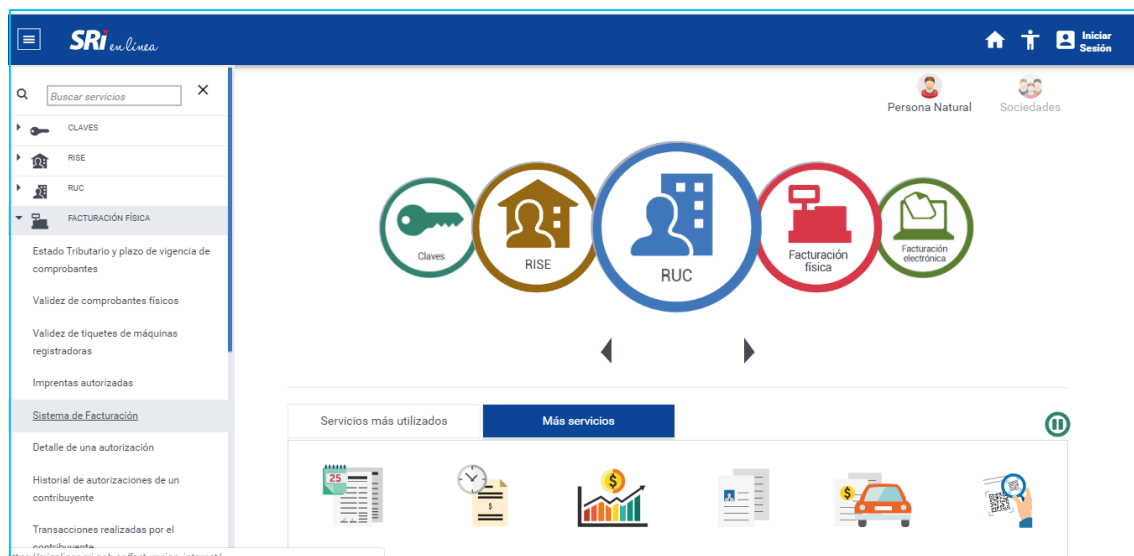 SRi en línea
Iniciar
Sesión
Buscar servicios
Persona Natural
Sociedades
CLAVES
RISE
RUC
FACTURACIÓN FÍSICA
Estado Tributario y plazo de vigencia de
comprobantes
Validez de comprobantes físicos
Validez de tiquetes de máquinas
registradoras
Imprentas autorizadas
Sistema de Facturación
Detalle de una autorización
Historial de autorizaciones de un
contribuyente
Transacciones realizadas por el
contribuyente
Claves
RISE
RUC
Facturación
física
Facturación
electrónica
Servicios más utilizados
Más servicios
25
$
$
$